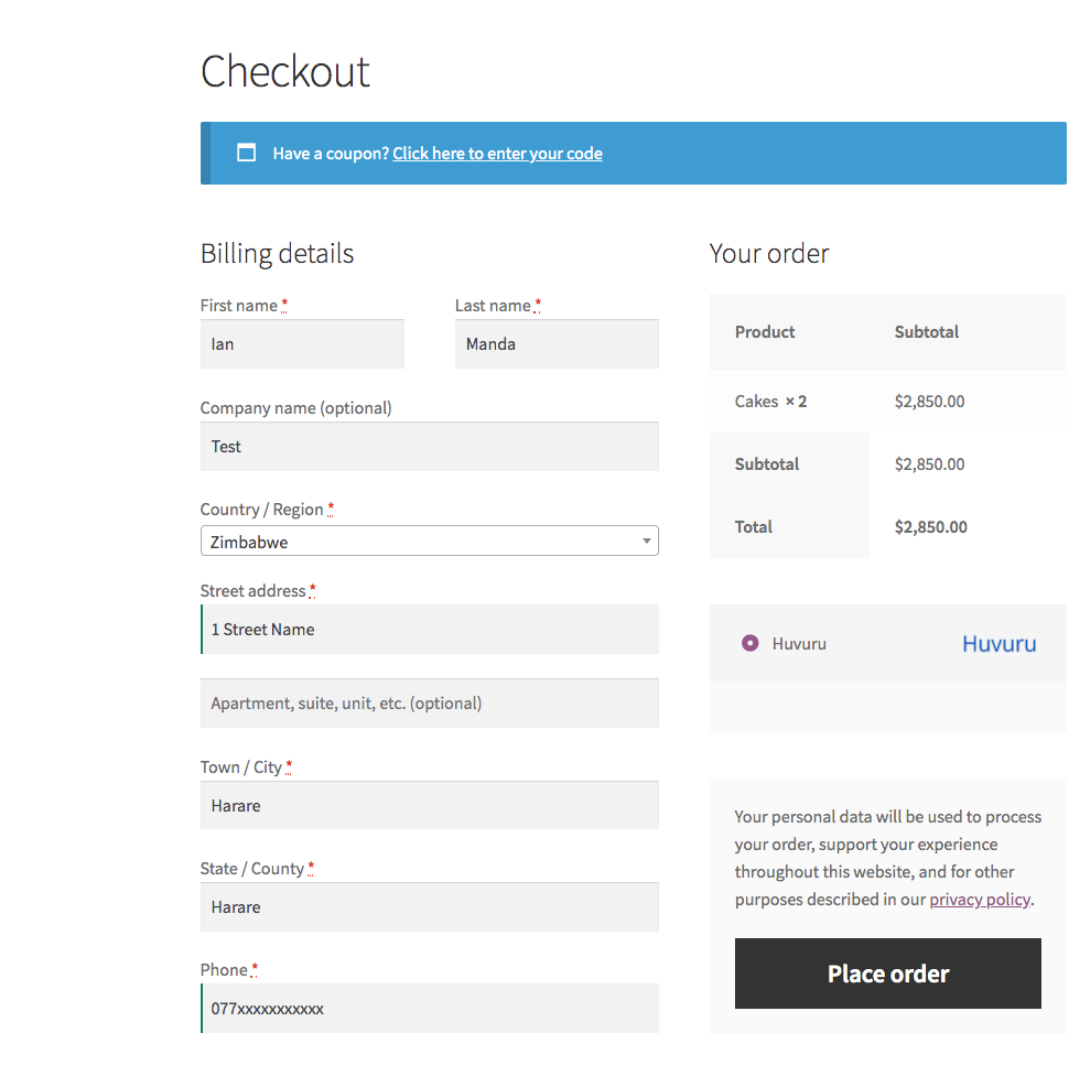 Checkout
Have a coupon? Click here to enter your code
Billing details
First name *
Last name *
Ian
Manda
Company name (optional)
Test
Country / Region *
Zimbabwe
Street address *
1 Street Name
Apartment, suite, unit, etc. (optional)
Town / City *
Harare
State / County *
Harare
Phone *
077xxxxxxxxxxx
Your order
Product Subtotal
Cakes × 2 $2,850.00
Subtotal $2,850.00
Total $2,850.00
Huvuru Huvuru
Your personal data will be used to process
your order, support your experience
throughout this website, and for other
purposes described in our privacy policy.
Place order